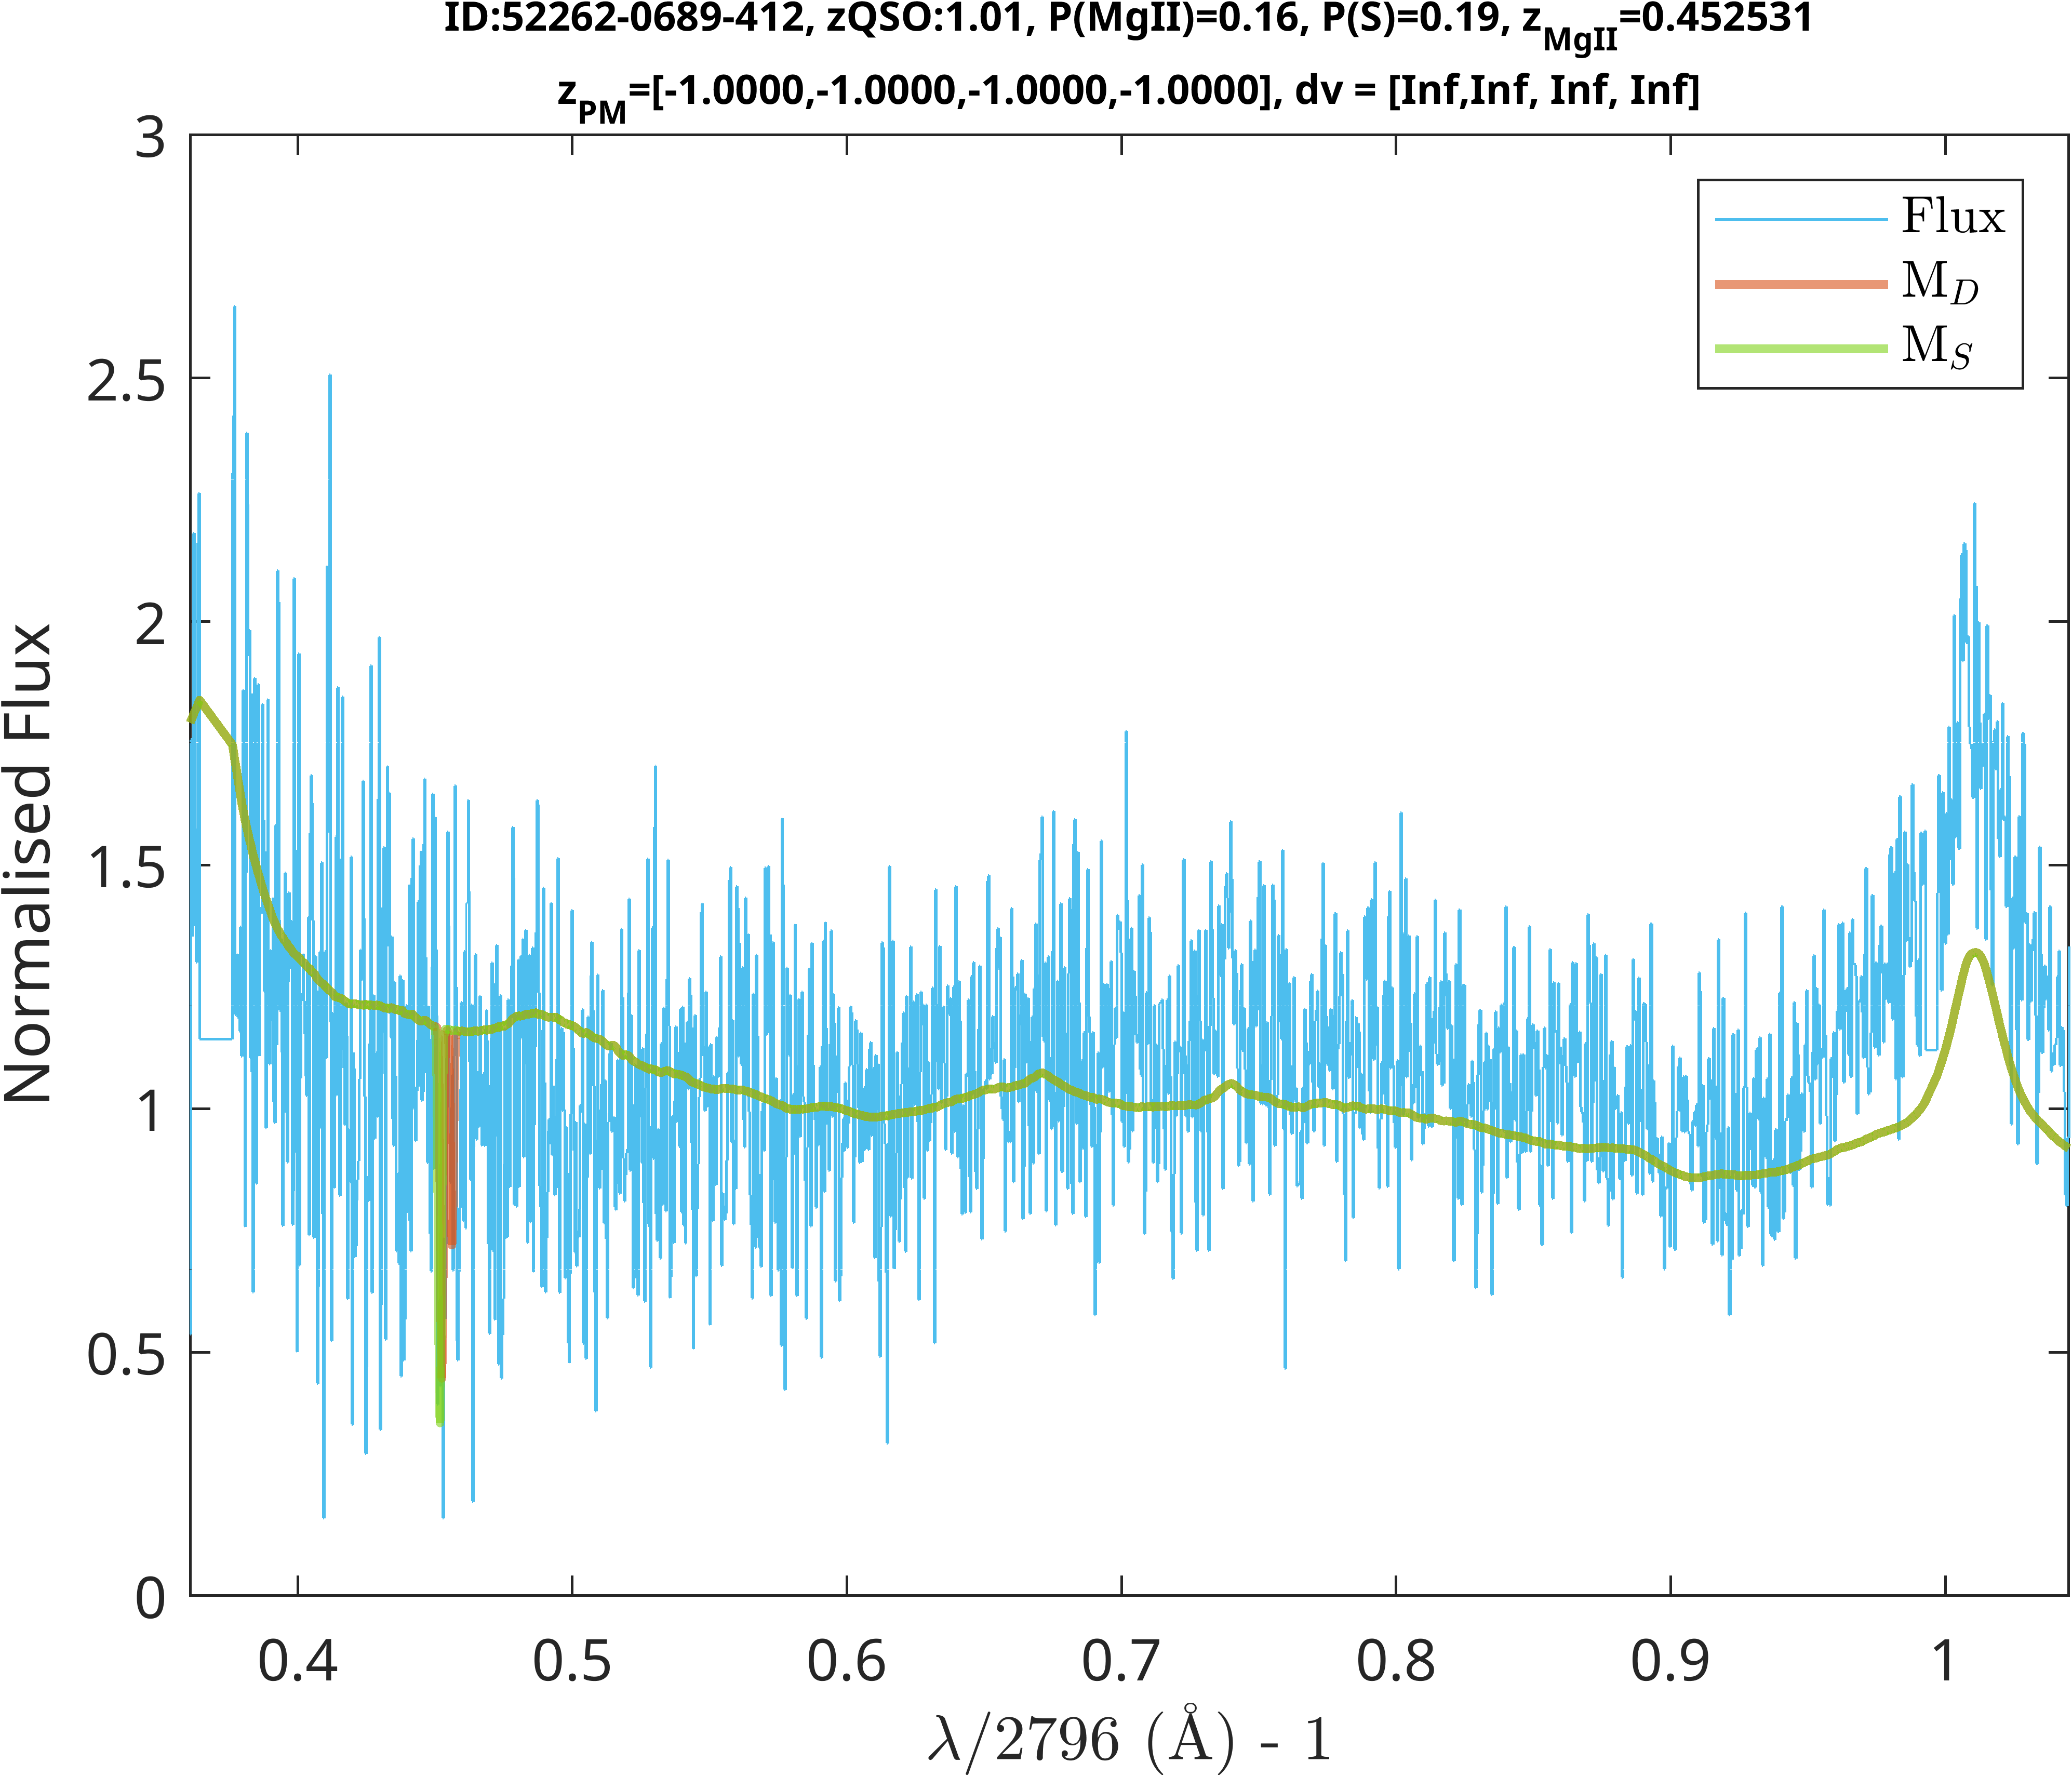 ID:52262-0689-412, zQSO:1.01, P(MgII)=0.16, P(S)=0.19, zMgII=0.452531
zPM=[-1.0000,-1.0000,-1.0000,-1.0000], dv = [Inf,Inf, Inf, Inf]
3
2.5
2
1.5
1
0.5
0
Normalised Flux
Flux
MD
MS
0.4 0.5 0.6 0.7 0.8 0.9 1
λ/2796 (Å) - 1